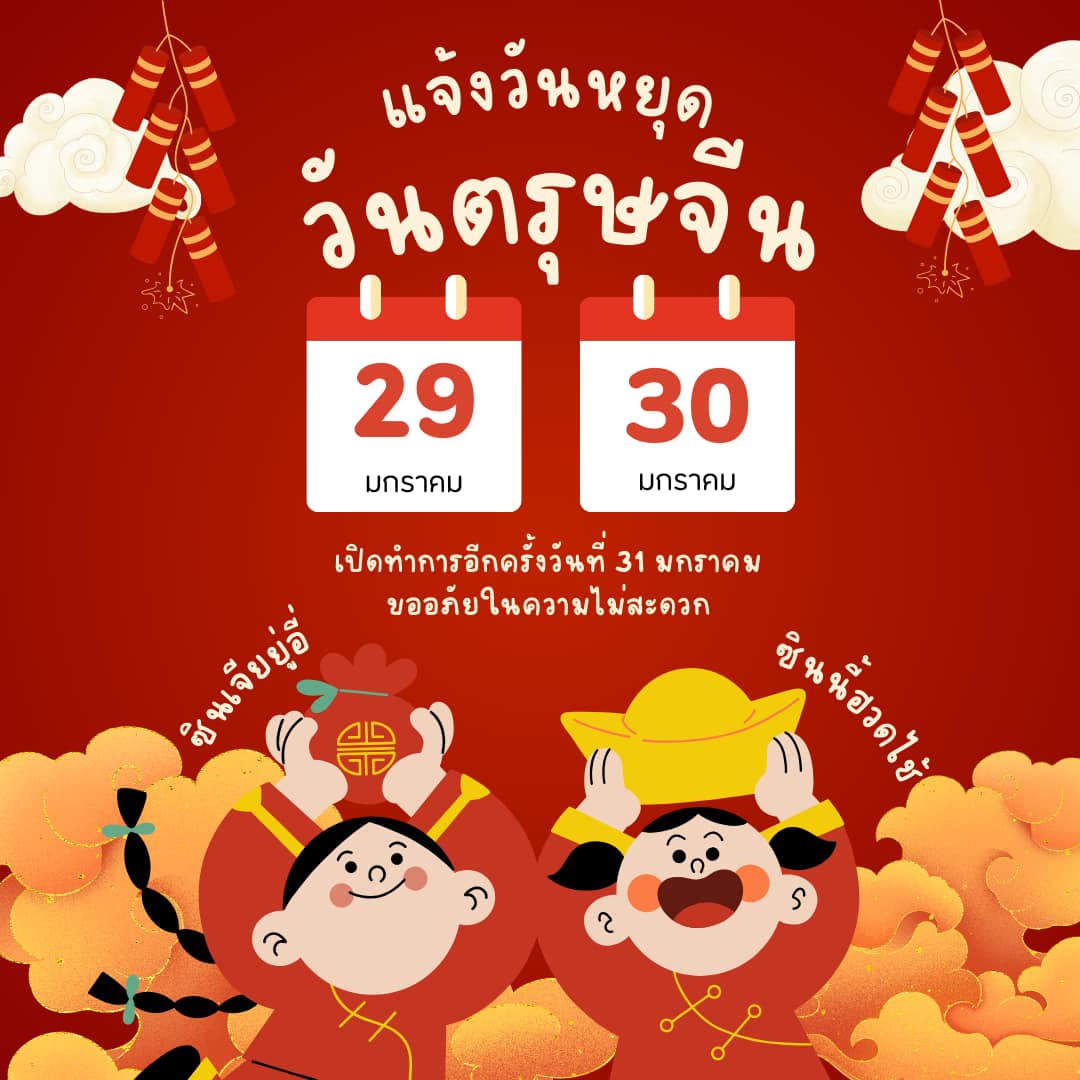 แจ้งวันหยุด
วันตรุษจีน
29
มกราคม
30
มกราคม
เปิดทำการอีกครั้งวันที่ 31 มกราคม
ขออภัยในความไม่สะดวก
ซินเจียยู่อี่
ซินนี้ฮวดไช้